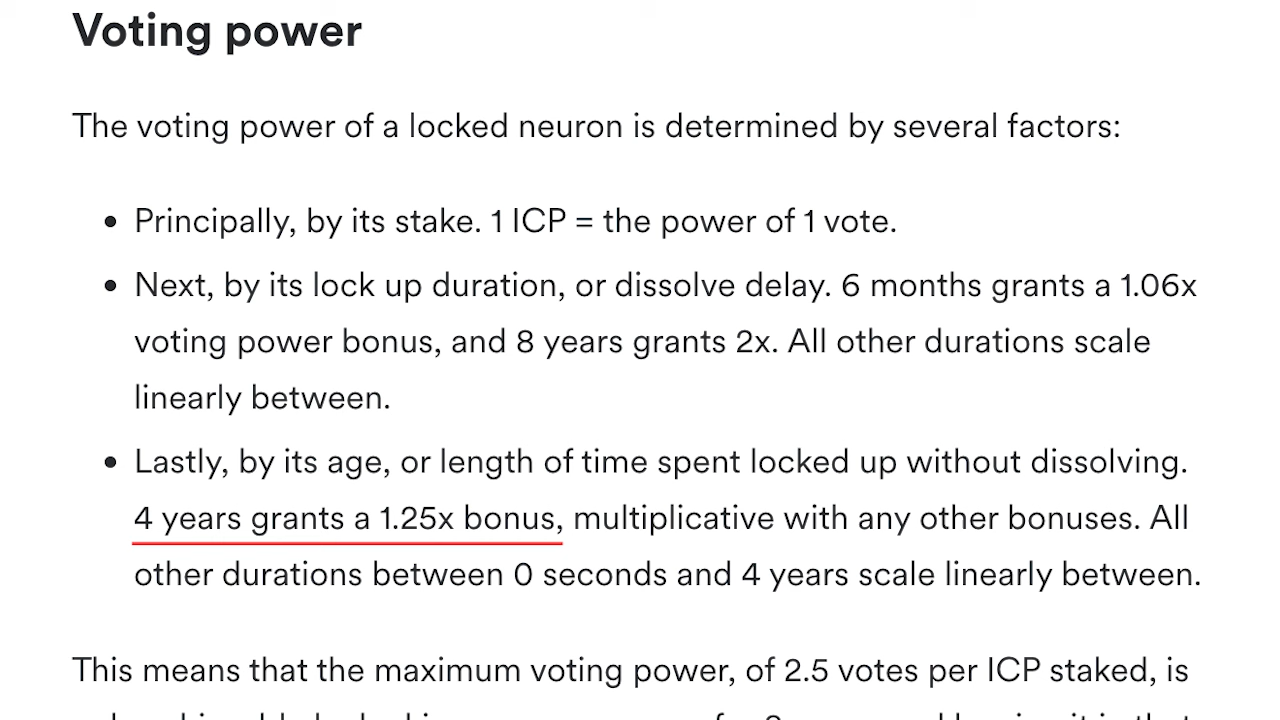 Voting power
The voting power of a locked neuron is determined by several factors:
• Principally, by its stake. 1 ICP = the power of 1 vote.
• Next, by its lock up duration, or dissolve delay. 6 months grants a 1.06x
voting power bonus, and 8 years grants 2x. All other durations scale
linearly between.
• Lastly, by its age, or length of time spent locked up without dissolving.
4 years grants a 1.25x bonus, multiplicative with any other bonuses. All
other durations between 0 seconds and 4 years scale linearly between.
This means that the maximum voting power, of 2.5 votes per ICP staked, is